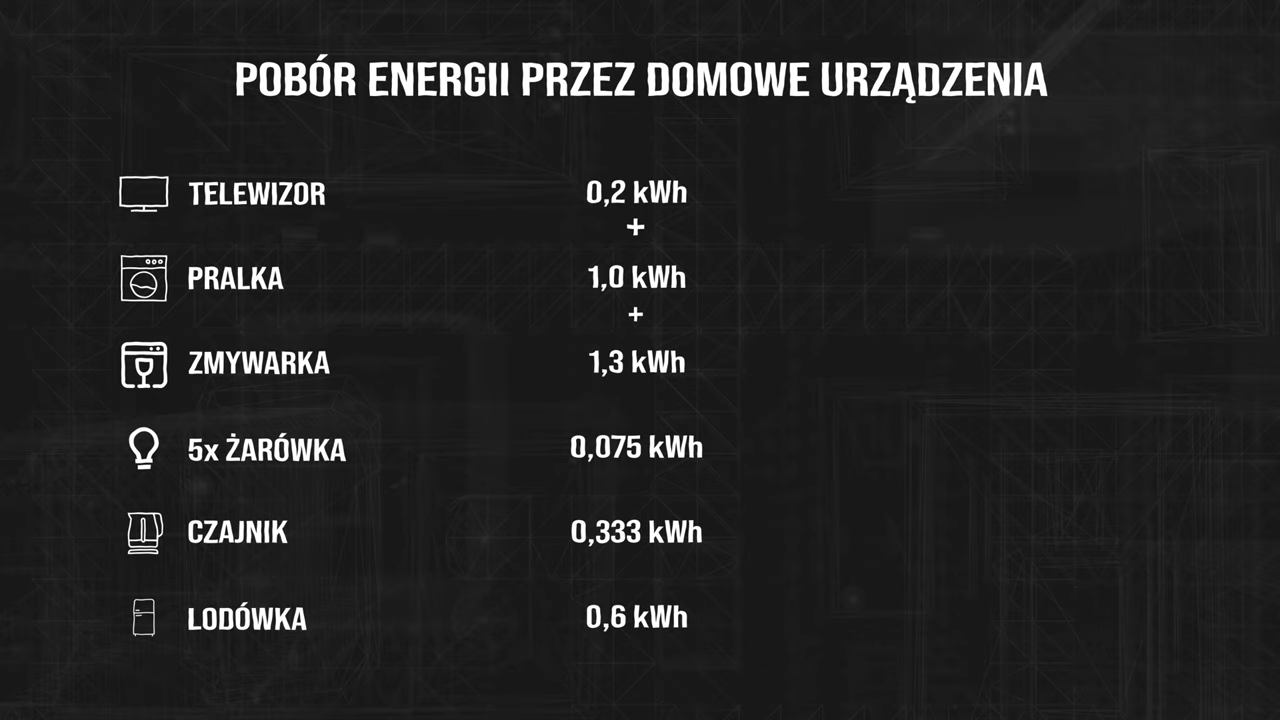 POBÓR ENERGII PRZEZ DOMOWE URZĄDZENIA
TELEWIZOR 0,2 kWh
+
PRALKA 1,0 kWh
+
ZMYWARKA 1,3 kWh
5x ŻARÓWKA 0,075 kWh
CZAJNIK 0,333 kWh
LODÓWKA 0,6 kWh